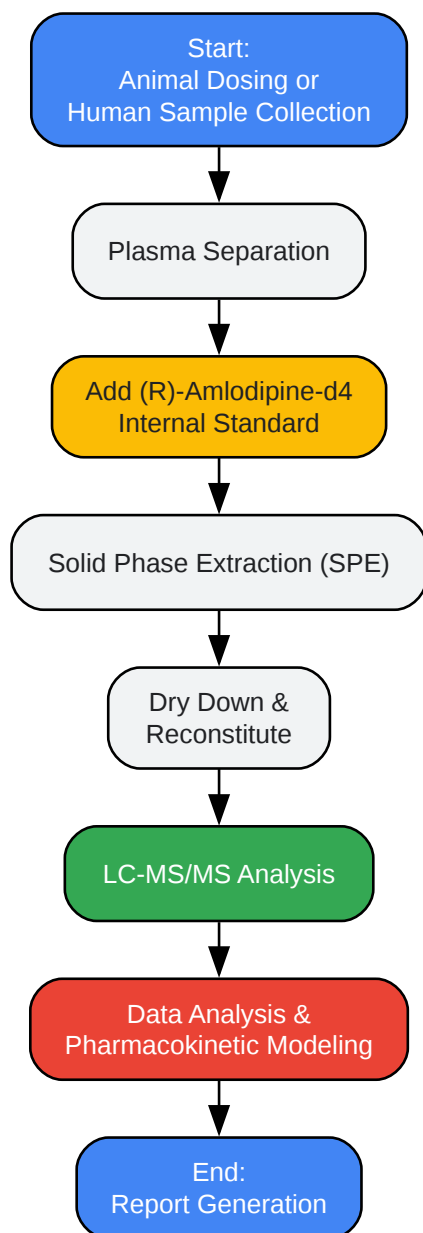 Start:
Animal Dosing or
Human Sample Collection
Plasma Separation
Add (R)-Amlodipine-d4
Internal Standard
Solid Phase Extraction (SPE)
Dry Down &
Reconstitute
LC-MS/MS Analysis
Data Analysis &
Pharmacokinetic Modeling
End:
Report Generation